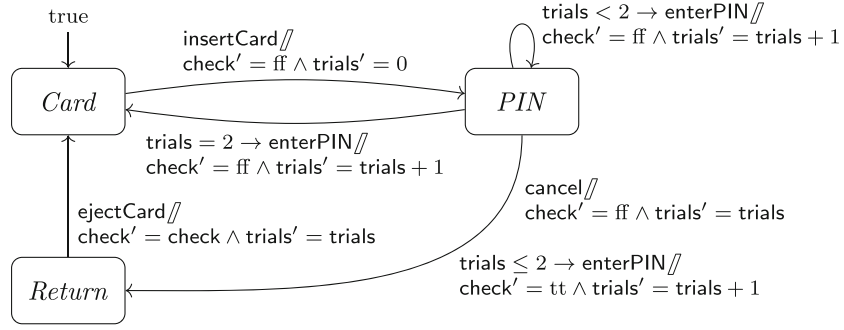 true
insertCard⫽
check′ = ff ∧ trials′ = 0
trials < 2 → enterPIN⫽
check′ = ff ∧ trials′ = trials + 1
Card
PIN
trials = 2 → enterPIN⫽
check′ = ff ∧ trials′ = trials + 1
cancel⫽
check′ = ff ∧ trials′ = trials
ejectCard⫽
check′ = check ∧ trials′ = trials
trials ≤ 2 → enterPIN⫽
check′ = tt ∧ trials′ = trials + 1
Return